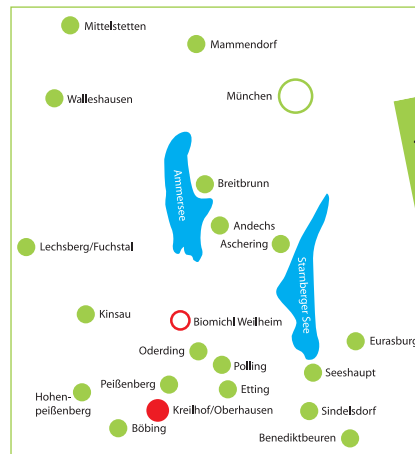 Mittelstetten
Mammendorf
München
Walleshausen
Ammersee
Breitbrunn
Andechs
Aschering
Lechsberg/Fuchstal
Starnberger See
Kinsau
Biomichl Weilheim
Eurasburg
Oderding
Polling
Seeshaupt
Peißenberg
Etting
Hohen-
peißenberg
Kreilhof/Oberhausen
Sindelsdorf
Böbing
Benediktbeuren